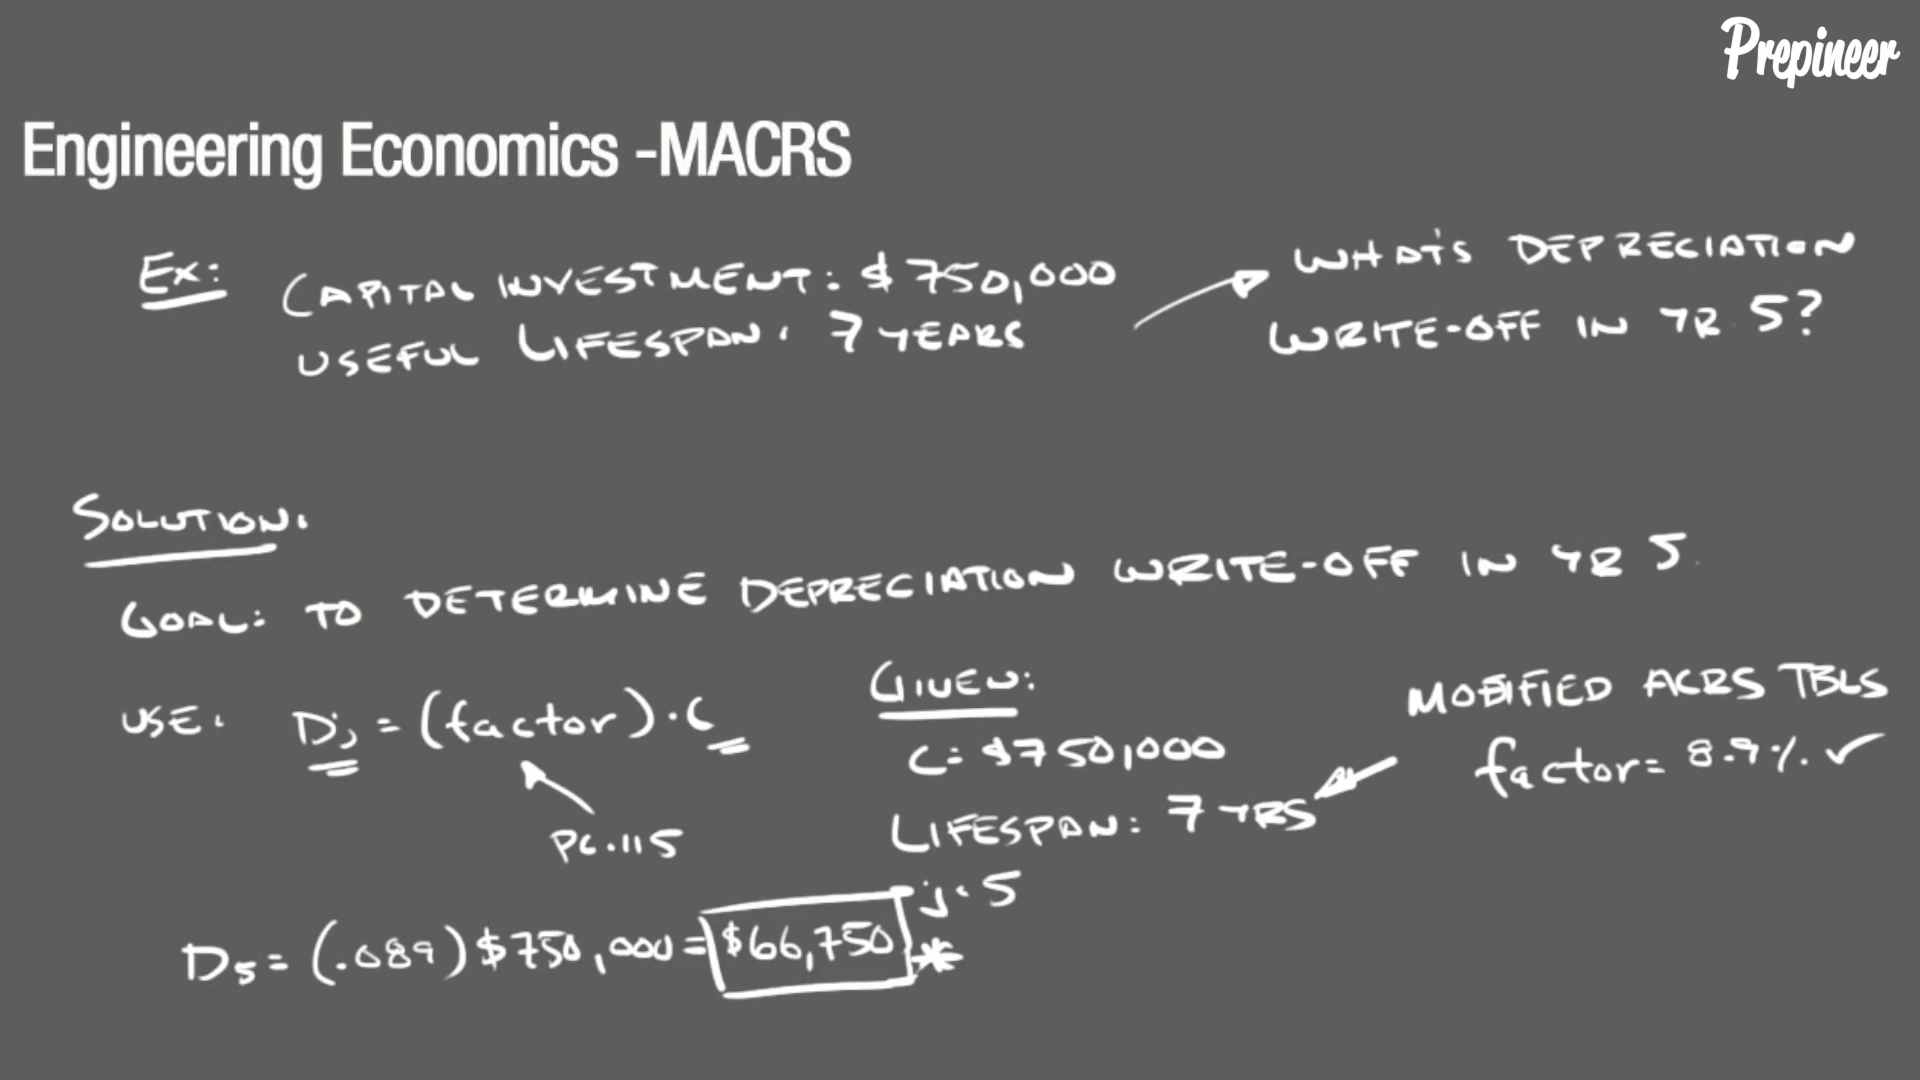 Prepineer
Engineering Economics -MACRS
Ex: CAPITAL INVESTMENT: $750,000
USEFUL LIFESPAN: 7 YEARS
WHAT'S DEPRECIATION
WRITE-OFF IN YR 5?
SOLUTION:
GOAL: TO DETERMINE DEPRECIATION WRITE-OFF IN YR 5.
USE: Dj = (factor)·C
PG.115
GIVEN:
C= $750,000
LIFESPAN: 7 YRS
j=5
MODIFIED ACRS TBLS
factor= 8.9%. ✓
D5= (.089)$750,000=$66,750*